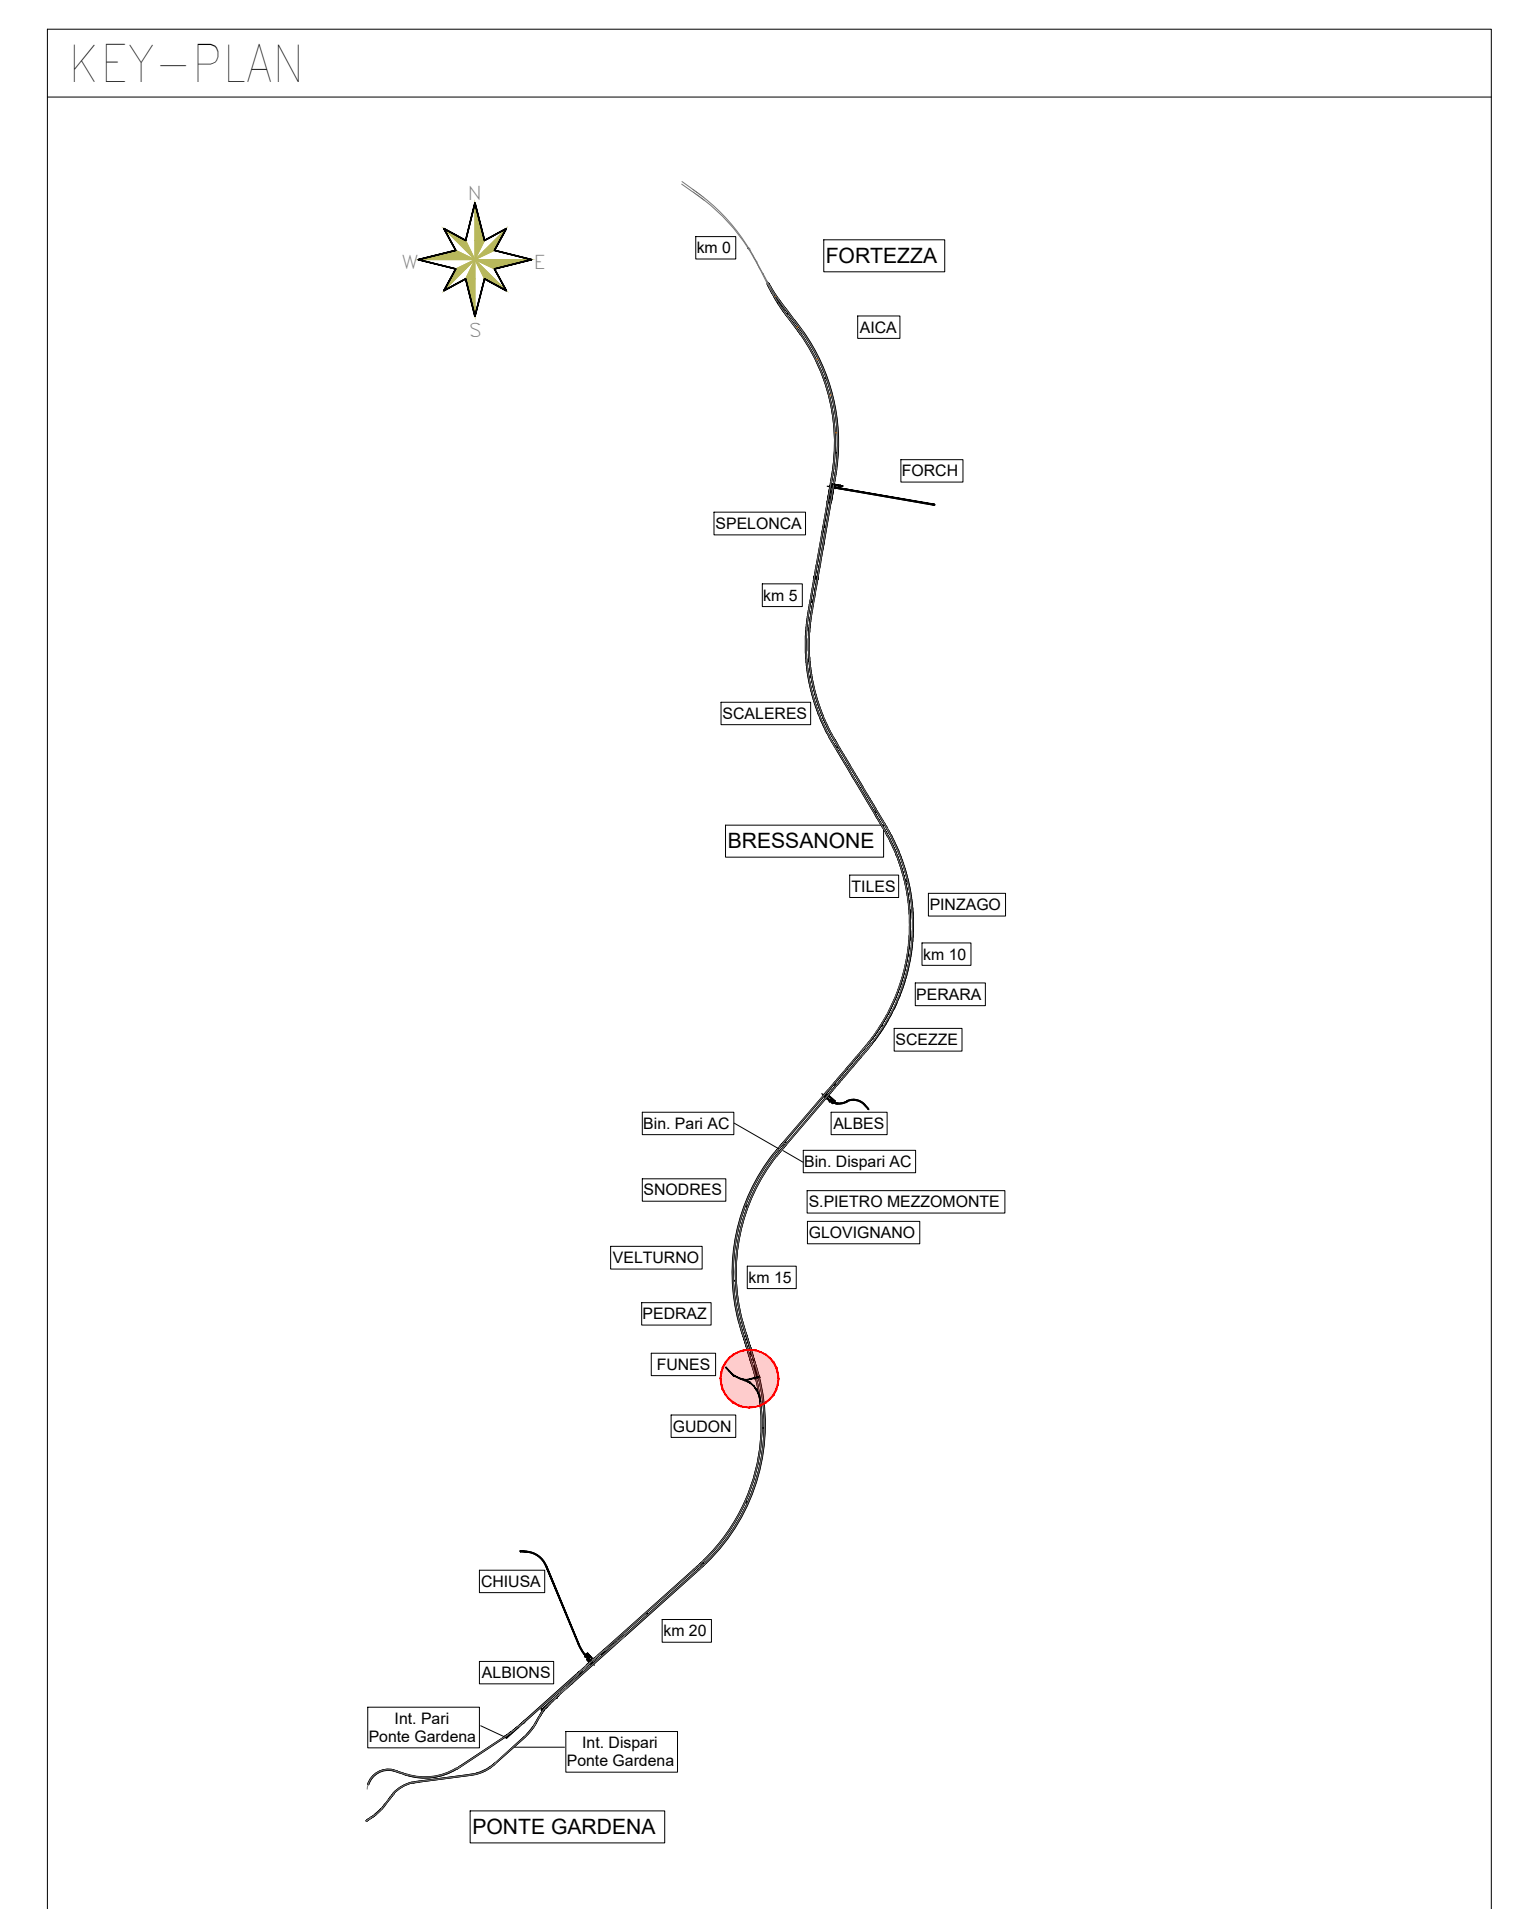 KEY-PLAN
N
W
E
S
km 0
FORTEZZA
AICA
FORCH
SPELONCA
km 5
SCALERES
BRESSANONE
TILES
PINZAGO
km 10
PERARA
SCEZZE
Bin. Pari AC
ALBES
Bin. Dispari AC
SNODRES
S.PIETRO MEZZOMONTE
GLOVIGNANO
VELTURNO
km 15
PEDRAZ
FUNES
GUDON
CHIUSA
km 20
ALBIONS
Int. Pari
Ponte Gardena
Int. Dispari
Ponte Gardena
PONTE GARDENA